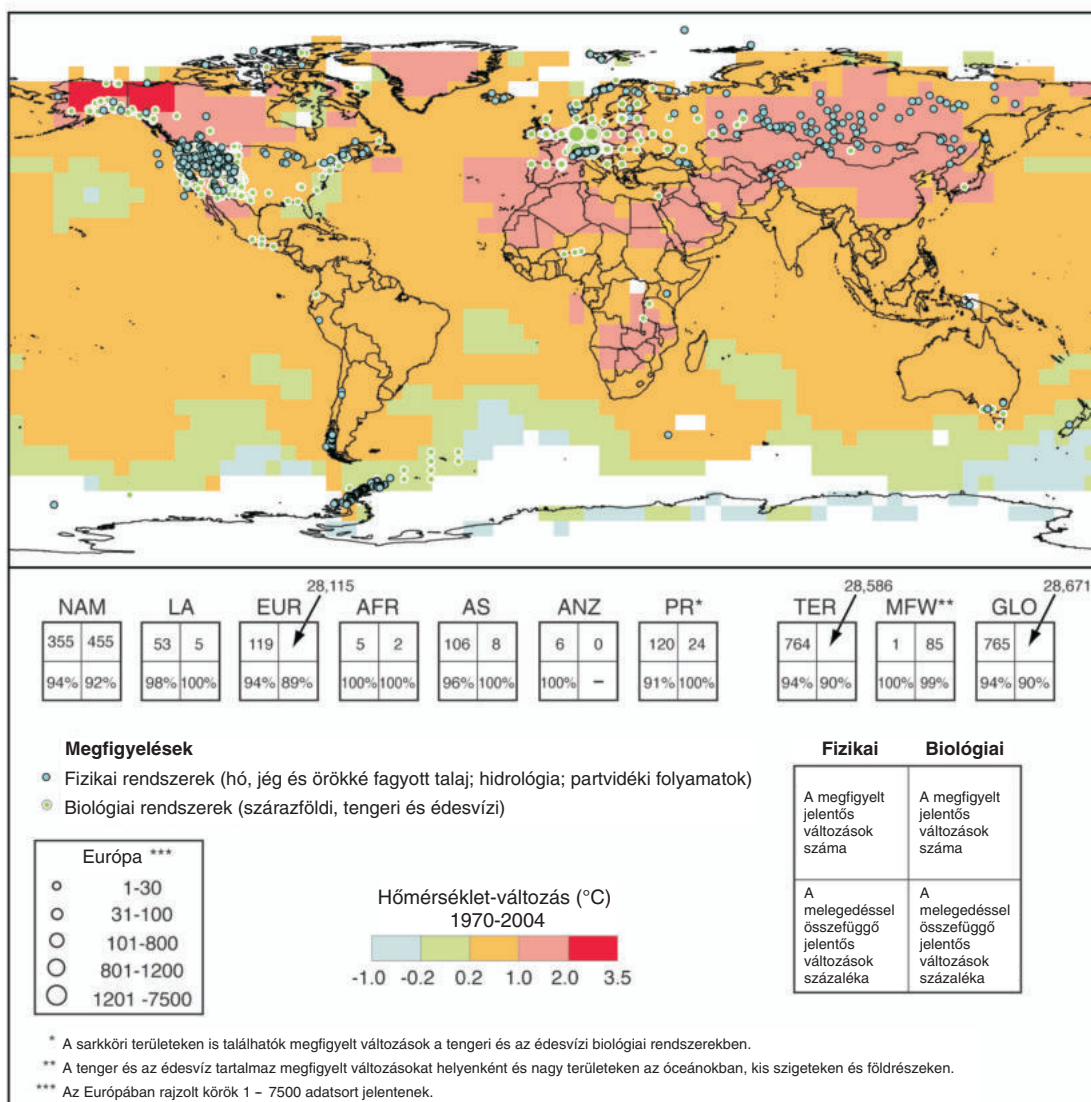 28,115
28,586
28,671
NAM LA EUR AFR AS ANZ PR* TER MFW** GLO
355 455 53 5 119 5 2 106 8 6 0 120 24 764 1 85 765
94% 92% 98% 100% 94% 89% 100% 100% 96% 100% 100% – 91% 100% 94% 90% 100% 99% 94% 90%
Megfigyelések
Fizikai rendszerek (hó, jég és örökké fagyott talaj; hidrológia; partvidéki folyamatok)
Biológiai rendszerek (szárazföldi, tengeri és édesvízi)
Európa ***
1-30
31-100
101-800
801-1200
1201 -7500
Hőmérséklet-változás (°C)
1970-2004
-1.0 -0.2 0.2 1.0 2.0 3.5
Fizikai Biológiai
A megfigyelt A megfigyelt
jelentős jelentős
változások változások
száma száma
A A
melegedéssel melegedéssel
összefüggő összefüggő
jelentős jelentős
változások változások
százaléka százaléka
* A sarkköri területeken is találhatók megfigyelt változások a tengeri és az édesvízi biológiai rendszerekben.
** A tenger és az édesvíz tartalmaz megfigyelt változásokat helyenként és nagy területeken az óceánokban, kis szigeteken és földrészeken.
*** Az Európában rajzolt körök 1 – 7500 adatsort jelentenek.